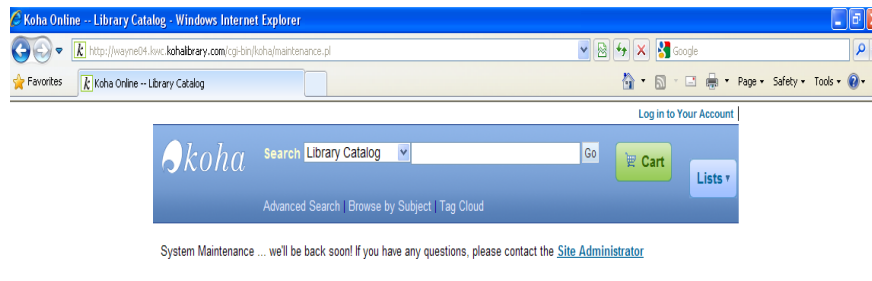 Koha Online -- Library Catalog - Windows Internet Explorer
http://wayne04.kwc.kohalibrary.com/cgi-bin/koha/maintenance.pl
Google
Favorites
Koha Online -- Library Catalog
Page
Safety
Tools
Log in to Your Account
koha
Search
Library Catalog
Go
Cart
Lists
Advanced Search | Browse by Subject | Tag Cloud
System Maintenance ... we'll be back soon! If you have any questions, please contact the Site Administrator